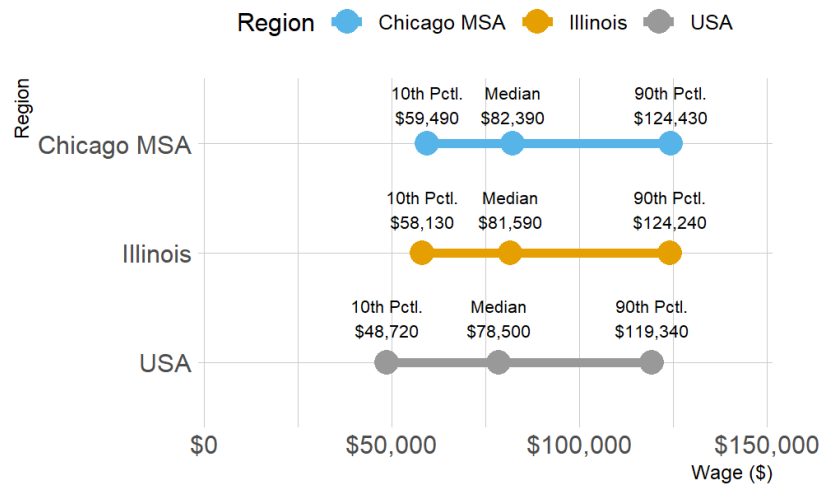 Region Chicago MSA Illinois USA
Region
10th Pctl. Median 90th Pctl.
$59,490 $82,390 $124,430
Chicago MSA
10th Pctl. Median 90th Pctl.
$58,130 $81,590 $124,240
Illinois
10th Pctl. Median 90th Pctl.
$48,720 $78,500 $119,340
USA
$0 $50,000 $100,000 $150,000
Wage ($)